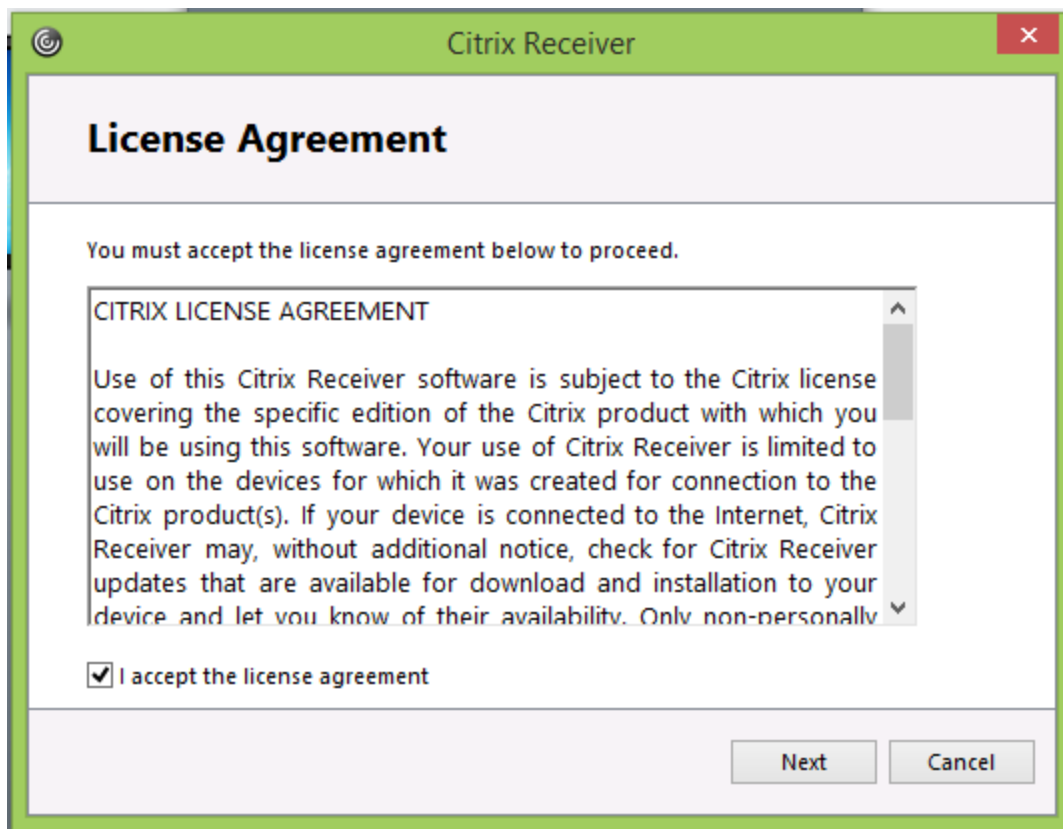 Citrix Receiver
License Agreement
You must accept the license agreement below to proceed.
CITRIX LICENSE AGREEMENT
Use of this Citrix Receiver software is subject to the Citrix license
covering the specific edition of the Citrix product with which you
will be using this software. Your use of Citrix Receiver is limited to
use on the devices for which it was created for connection to the
Citrix product(s). If your device is connected to the Internet, Citrix
Receiver may, without additional notice, check for Citrix Receiver
updates that are available for download and installation to your
device and let you know of their availability. Only non-personally
I accept the license agreement
Next
Cancel